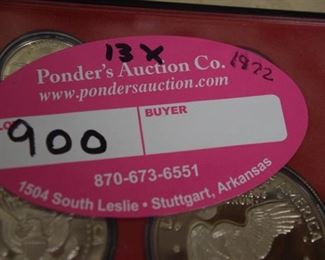 13X
Ponder's Auction Co. 1972
www.pondersauction.com
BUYER
900
870-673-6551
1504 South Leslie • Stuttgart, Arkansas